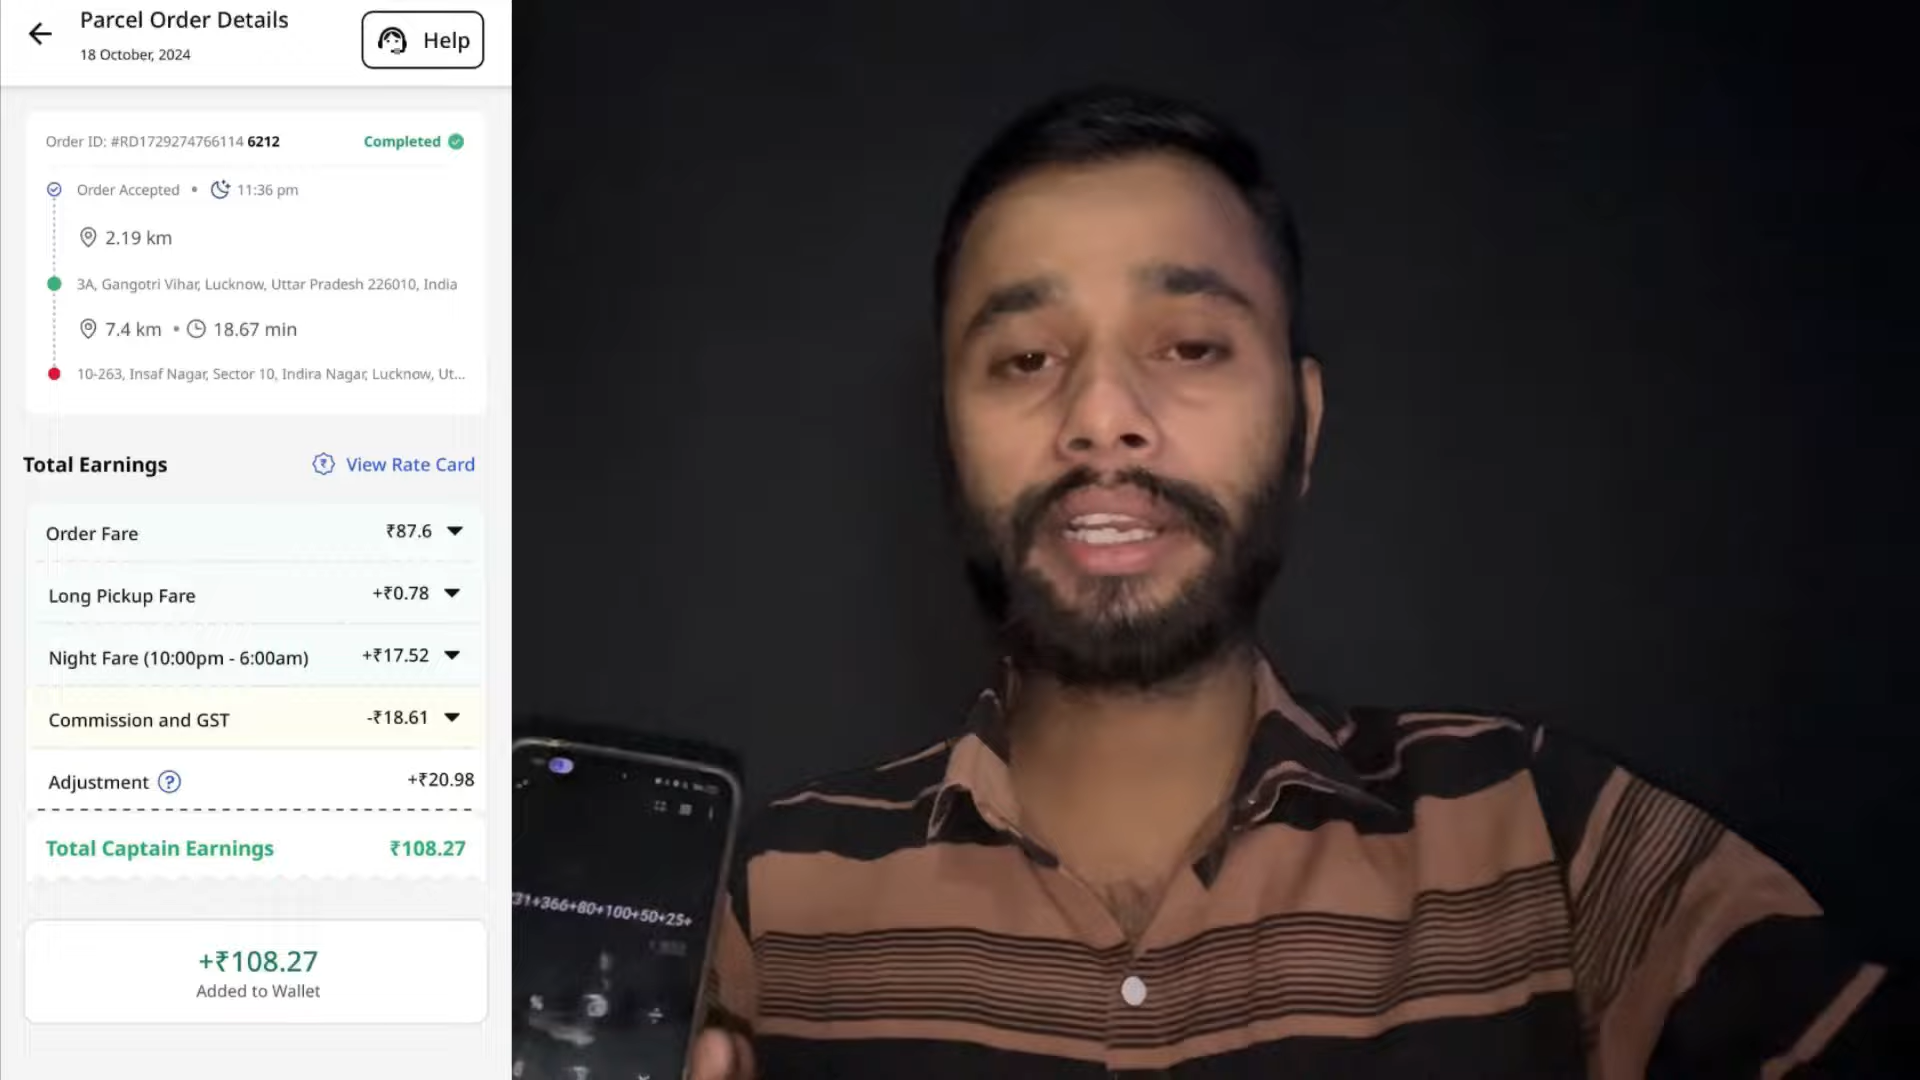 Parcel Order Details
18 October, 2024
Help
Order ID: #RD1729274766114 6212
Completed
Order Accepted • 11:36 pm
2.19 km
3A, Gangotri Vihar, Lucknow, Uttar Pradesh 226010, India
7.4 km • 18.67 min
10-263, Insaf Nagar, Sector 10, Indira Nagar, Lucknow, Ut...
Total Earnings
₹ View Rate Card
Order Fare ₹87.6
Long Pickup Fare +₹0.78
Night Fare (10:00pm - 6:00am) +₹17.52
Commission and GST -₹18.61
Adjustment ? +₹20.98
Total Captain Earnings ₹108.27
+₹108.27
Added to Wallet
31+366+80+100+50+25+
% ÷